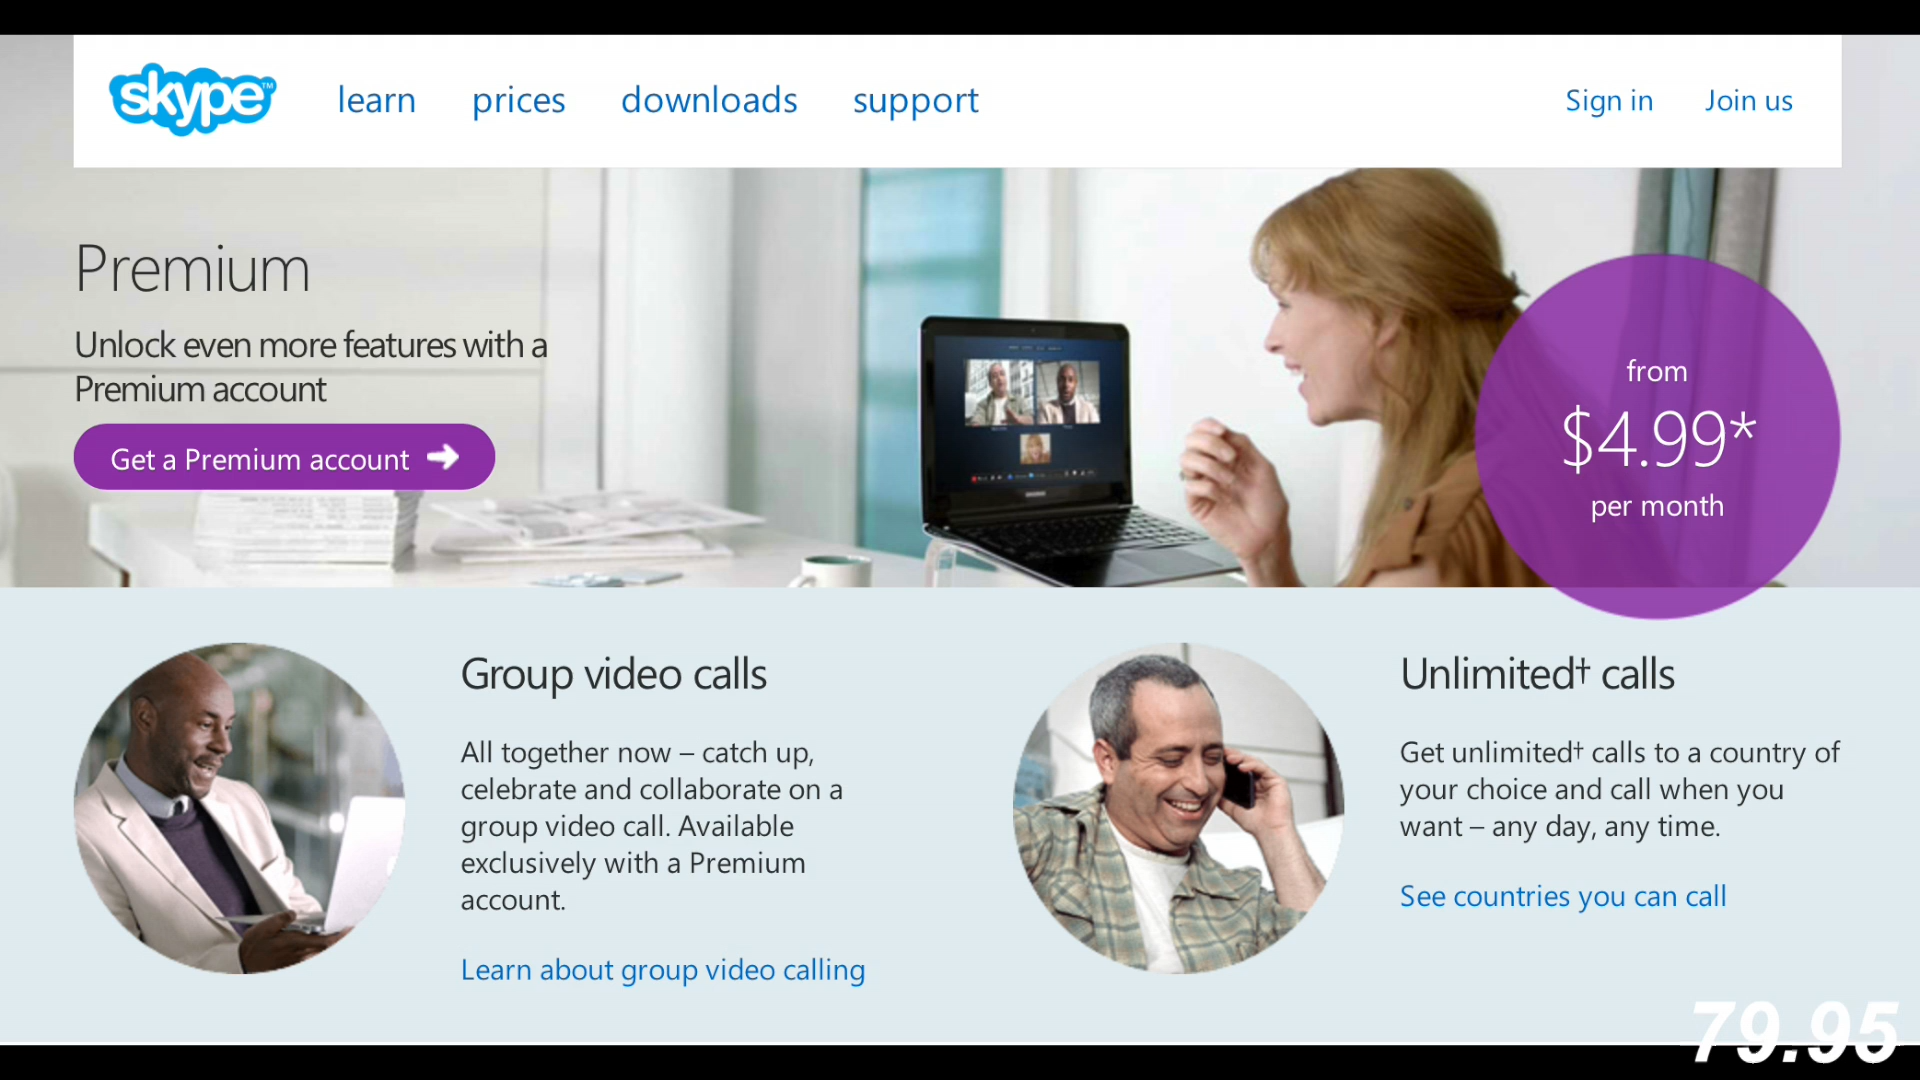 skype™
learn prices downloads support
Sign in Join us
Premium
Unlock even more features with a
Premium account
Get a Premium account
from
$4.99*
per month
Group video calls
All together now – catch up,
celebrate and collaborate on a
group video call. Available
exclusively with a Premium
account.
Learn about group video calling
Unlimited† calls
Get unlimited† calls to a country of
your choice and call when you
want – any day, any time.
See countries you can call
79.95